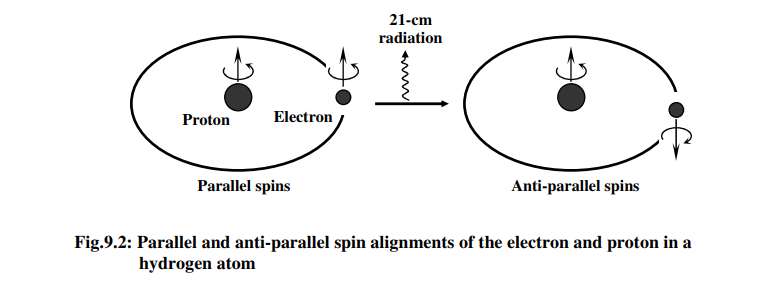 21-cm
radiation
Proton
Electron
Parallel spins
Anti-parallel spins
Fig.9.2: Parallel and anti-parallel spin alignments of the electron and proton in a
hydrogen atom